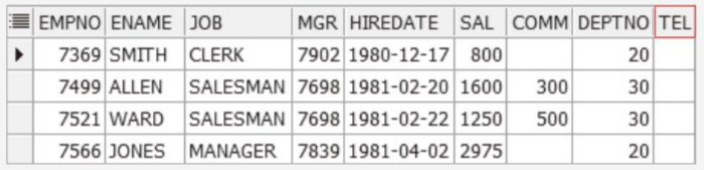 EMPNO ENAME JOB MGR HIREDATE SAL COMM DEPTNO TEL
7369 SMITH CLERK 7902 1980-12-17 800 20
7499 ALLEN SALESMAN 7698 1981-02-20 1600 300 30
7521 WARD SALESMAN 7698 1981-02-22 1250 500 30
7566 JONES MANAGER 7839 1981-04-02 2975 20